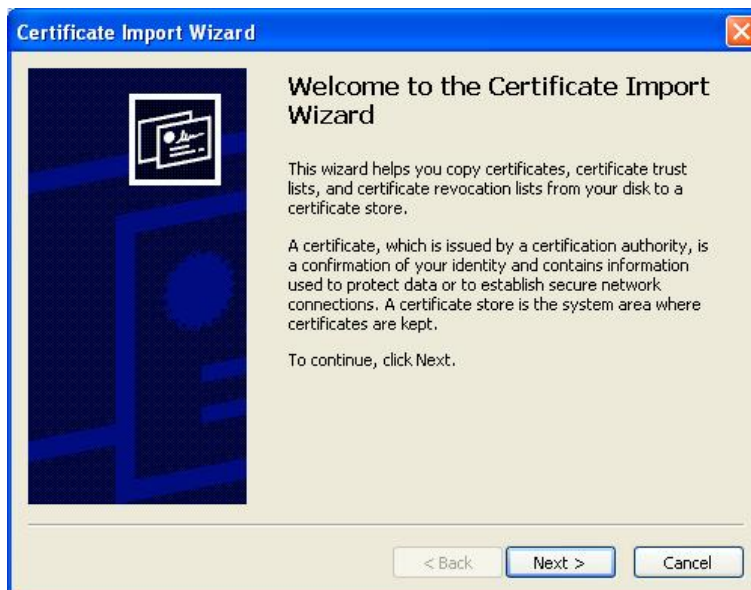 Certificate Import Wizard
Welcome to the Certificate Import
Wizard
This wizard helps you copy certificates, certificate trust
lists, and certificate revocation lists from your disk to a
certificate store.
A certificate, which is issued by a certification authority, is
a confirmation of your identity and contains information
used to protect data or to establish secure network
connections. A certificate store is the system area where
certificates are kept.
To continue, click Next.
< Back Next > Cancel